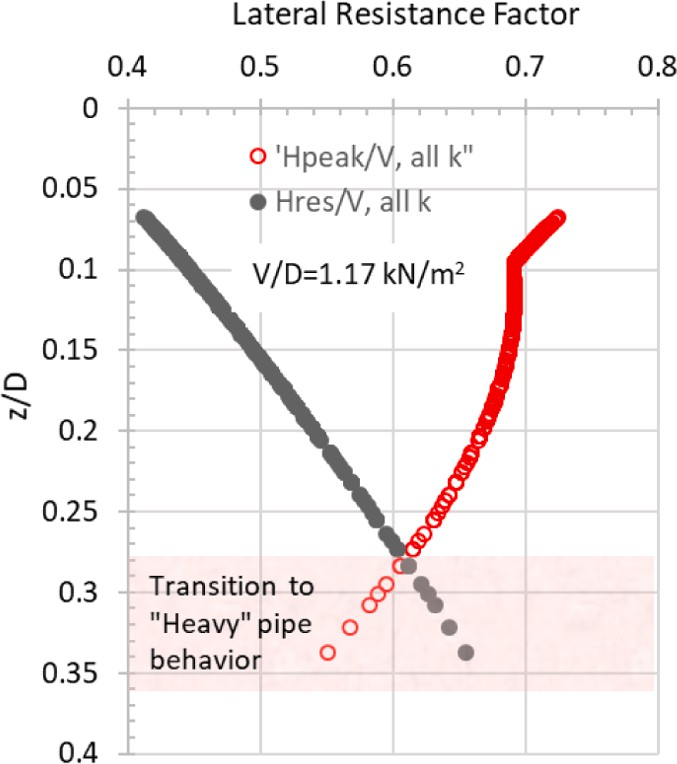 Lateral Resistance Factor
0.4 0.5 0.6 0.7 0.8
0
0.05
0.1
0.15
0.2
0.25
0.3
0.35
0.4
z/D
'Hpeak/V, all k"
Hres/V, all k
V/D=1.17 kN/m²
Transition to
"Heavy" pipe
behavior